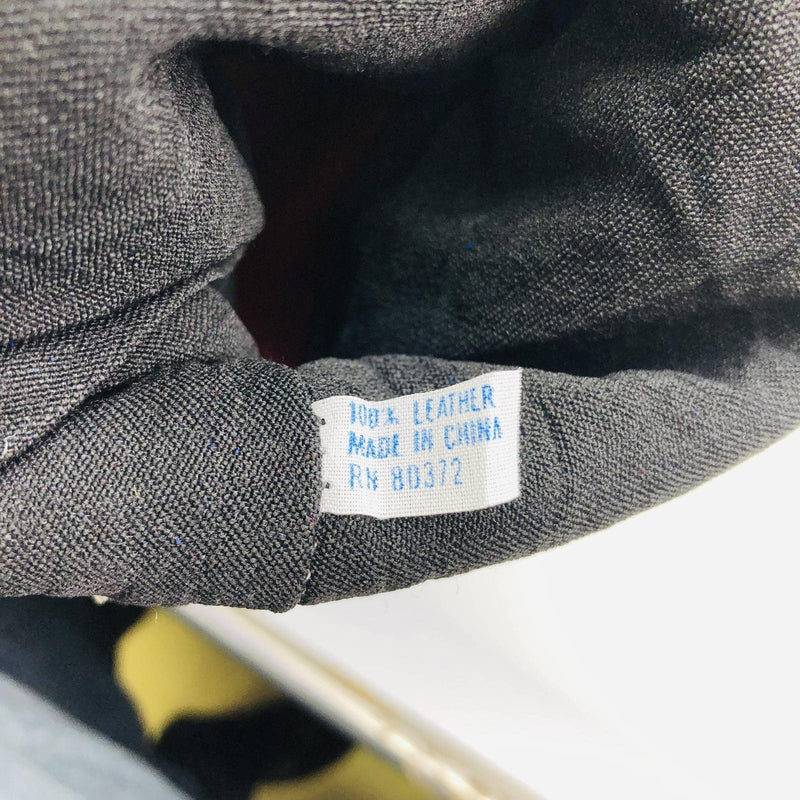 100% LEATHER
MADE IN CHINA
RN 80372